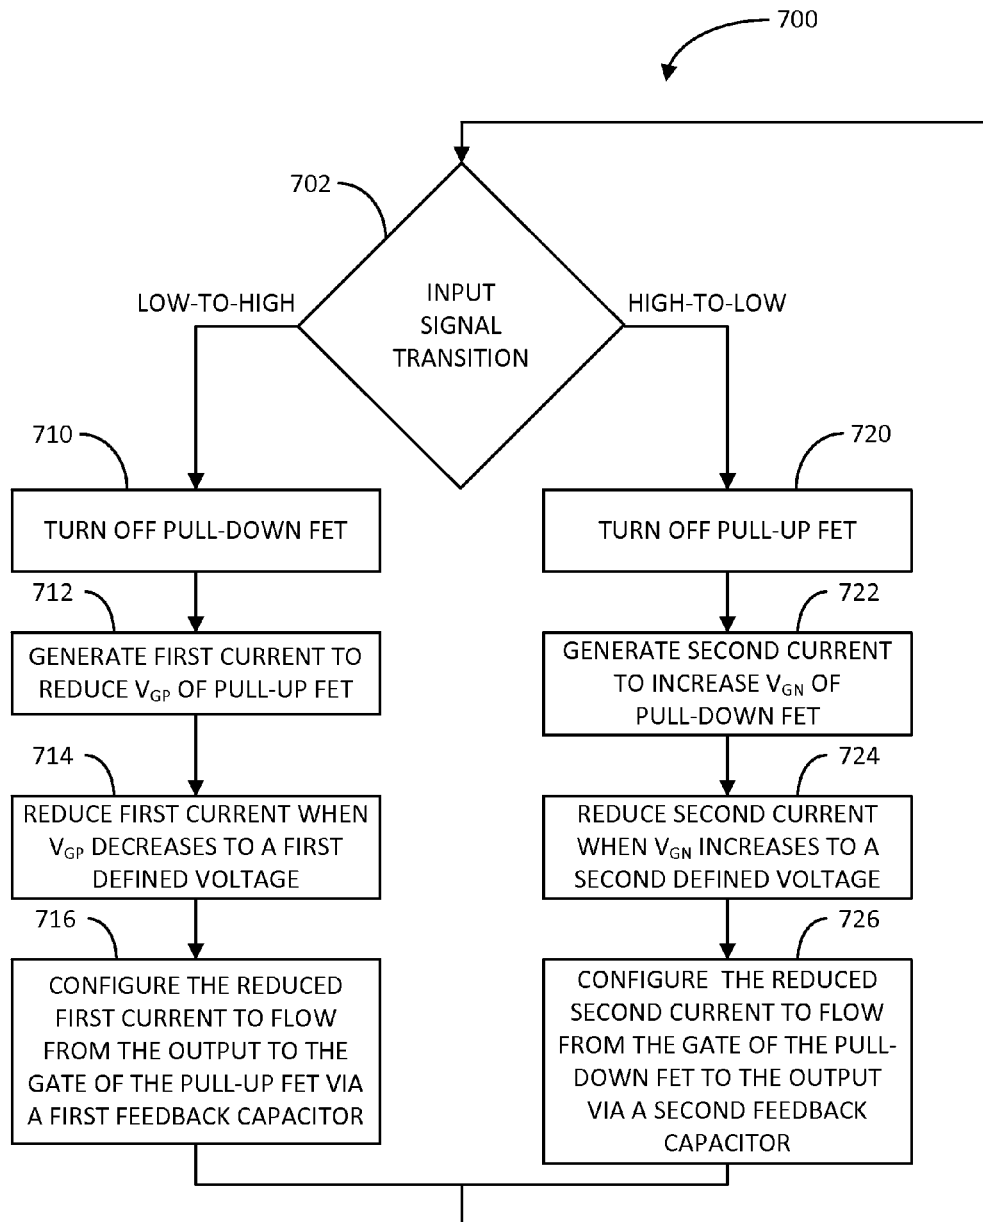 700
702
INPUT
SIGNAL
TRANSITION
LOW-TO-HIGH
HIGH-TO-LOW
710
TURN OFF PULL-DOWN FET
712
GENERATE FIRST CURRENT TO
REDUCE VGP OF PULL-UP FET
714
REDUCE FIRST CURRENT WHEN
VGP DECREASES TO A FIRST
DEFINED VOLTAGE
716
CONFIGURE THE REDUCED
FIRST CURRENT TO FLOW
FROM THE OUTPUT TO THE
GATE OF THE PULL-UP FET VIA
A FIRST FEEDBACK CAPACITOR
720
TURN OFF PULL-UP FET
722
GENERATE SECOND CURRENT
TO INCREASE VGN OF
PULL-DOWN FET
724
REDUCE SECOND CURRENT
WHEN VGN INCREASES TO A
SECOND DEFINED VOLTAGE
726
CONFIGURE THE REDUCED
SECOND CURRENT TO FLOW
FROM THE GATE OF THE PULL-
DOWN FET TO THE OUTPUT
VIA A SECOND FEEDBACK
CAPACITOR